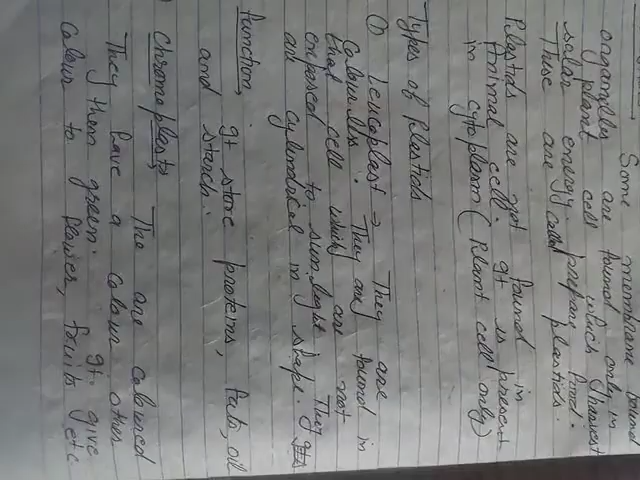 Some membrane bound
organelles are found only in
plant cell which harvest
solar energy. prepare food.
These are called plastids.
Plastids are not found in
Animal cell. It is present
in cytoplasm (Plant cell only)
Types of Plastids
① leucoplast → They are
Colourless. They are found in
that cell which are not
exposed to sunlight. They
are cylindrical in shape.
function, It store proteins, fats, oil
and starch.
Chromoplasts, The are coloured
They have a colour other
them green. It give
colour to flower, fruits etc